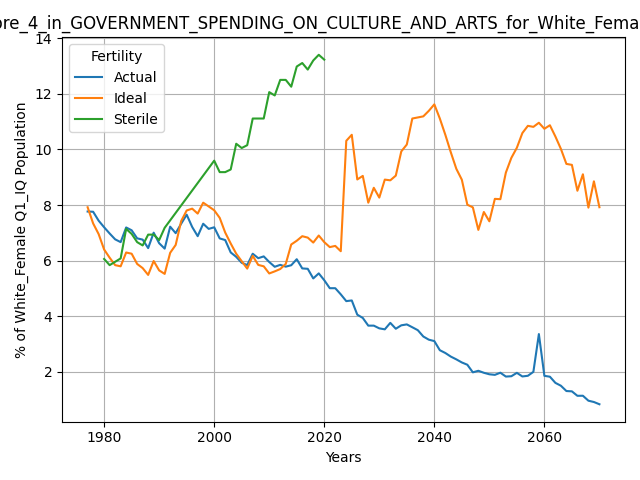 ore_4_in_GOVERNMENT_SPENDING_ON_CULTURE_AND_ARTS_for_White_Fema
Fertility
Actual
Ideal
Sterile
% of White_Female Q1_IQ Population
14
12
10
8
6
4
2
1980 2000 2020 2040 2060
Years